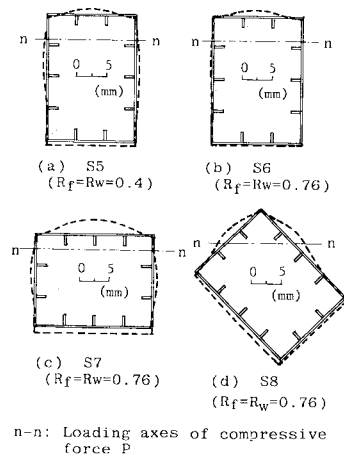 n n n n
0 5 0 5
(mm) (mm)
(a) S5 (b) S6
(Rf=Rw=0.4) (Rf=Rw=0.76)
n n n n
0 5 0 5
(mm) (mm)
(c) S7 (d) S8
(Rf=Rw=0.76) (Rf=Rw=0.76)
n-n: Loading axes of compressive
force P